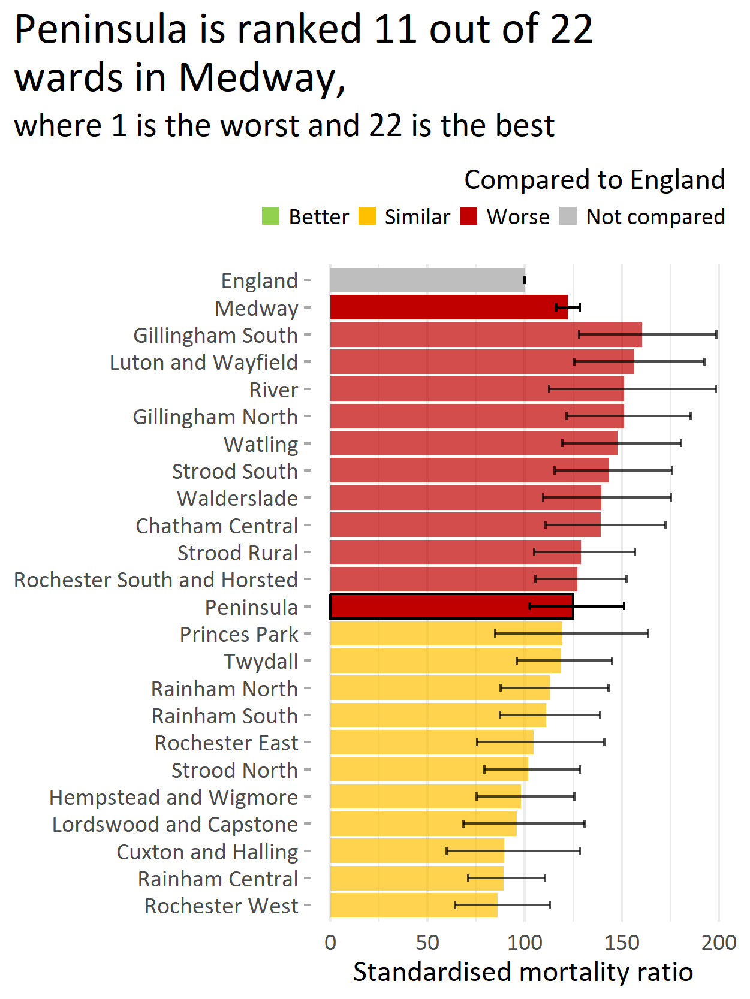 Peninsula is ranked 11 out of 22
wards in Medway,
where 1 is the worst and 22 is the best
Compared to England
Better Similar Worse Not compared
England
Medway
Gillingham South
Luton and Wayfield
River
Gillingham North
Watling
Strood South
Walderslade
Chatham Central
Strood Rural
Rochester South and Horsted
Peninsula
Princes Park
Twydall
Rainham North
Rainham South
Rochester East
Strood North
Hempstead and Wigmore
Lordswood and Capstone
Cuxton and Halling
Rainham Central
Rochester West
0 50 100 150 200
Standardised mortality ratio